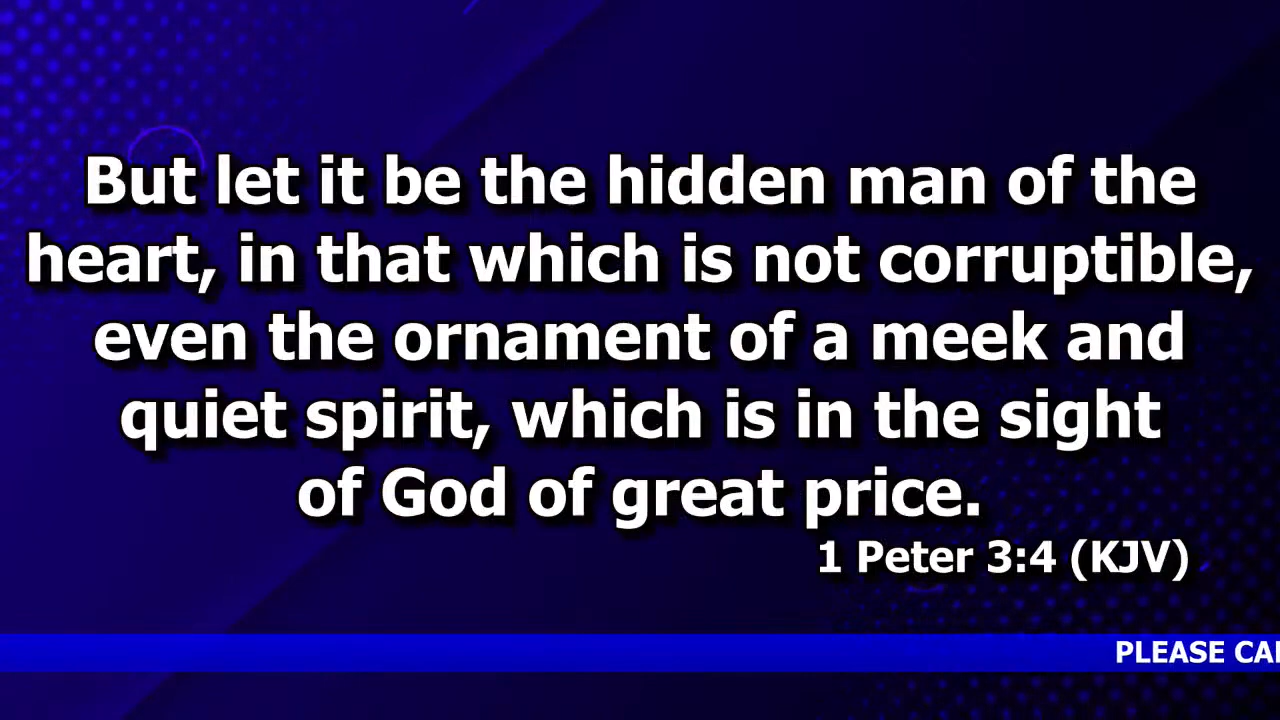 But let it be the hidden man of the
heart, in that which is not corruptible,
even the ornament of a meek and
quiet spirit, which is in the sight
of God of great price.
1 Peter 3:4 (KJV)
PLEASE